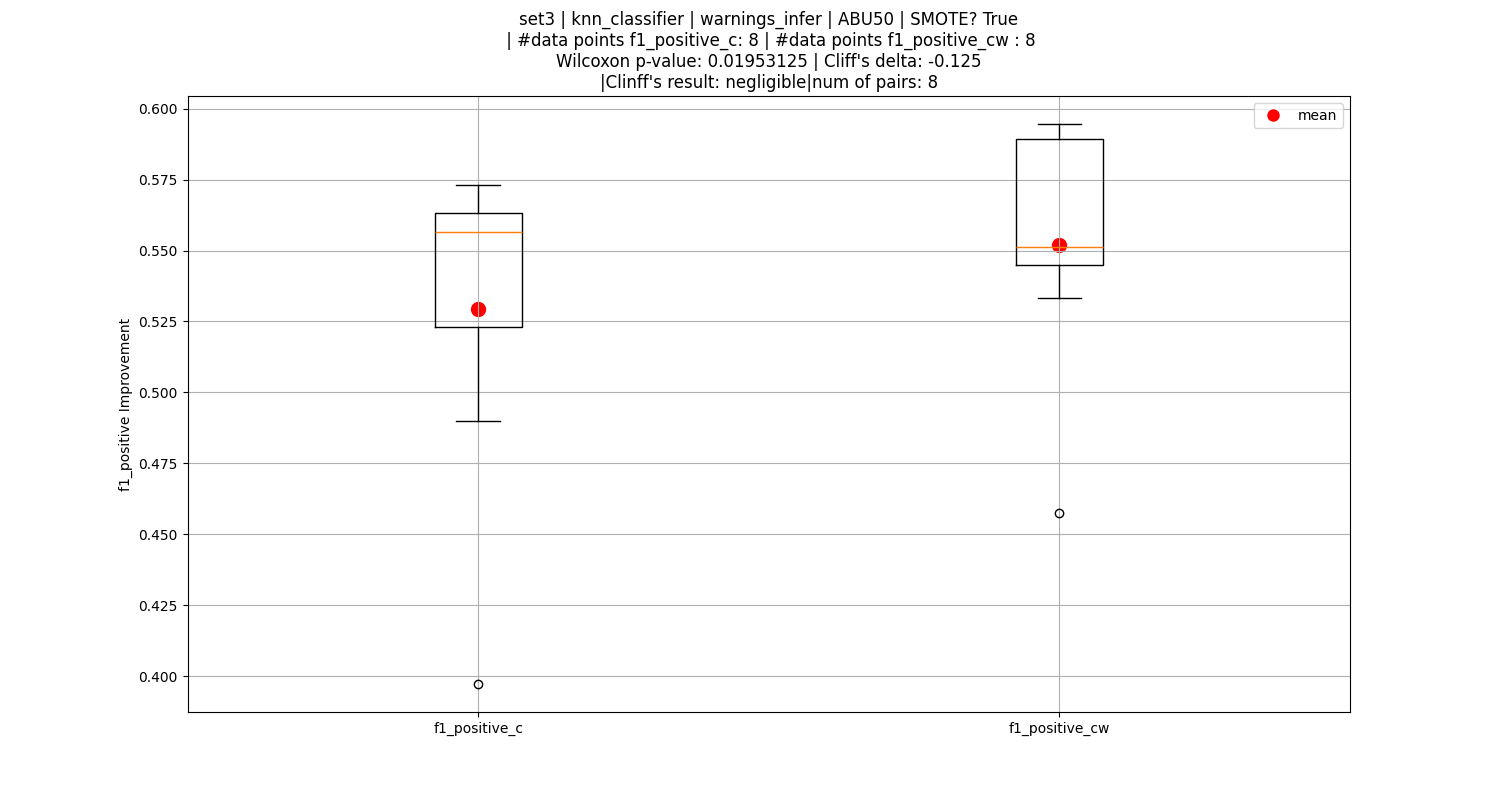 set3 | knn_classifier | warnings_infer | ABU50 | SMOTE? True
| #data points f1_positive_c: 8 | #data points f1_positive_cw : 8
Wilcoxon p-value: 0.01953125 | Cliff's delta: -0.125
|Clinff's result: negligible|num of pairs: 8
mean
f1_positive Improvement
0.600
0.575
0.550
0.525
0.500
0.475
0.450
0.425
0.400
f1_positive_c
f1_positive_cw